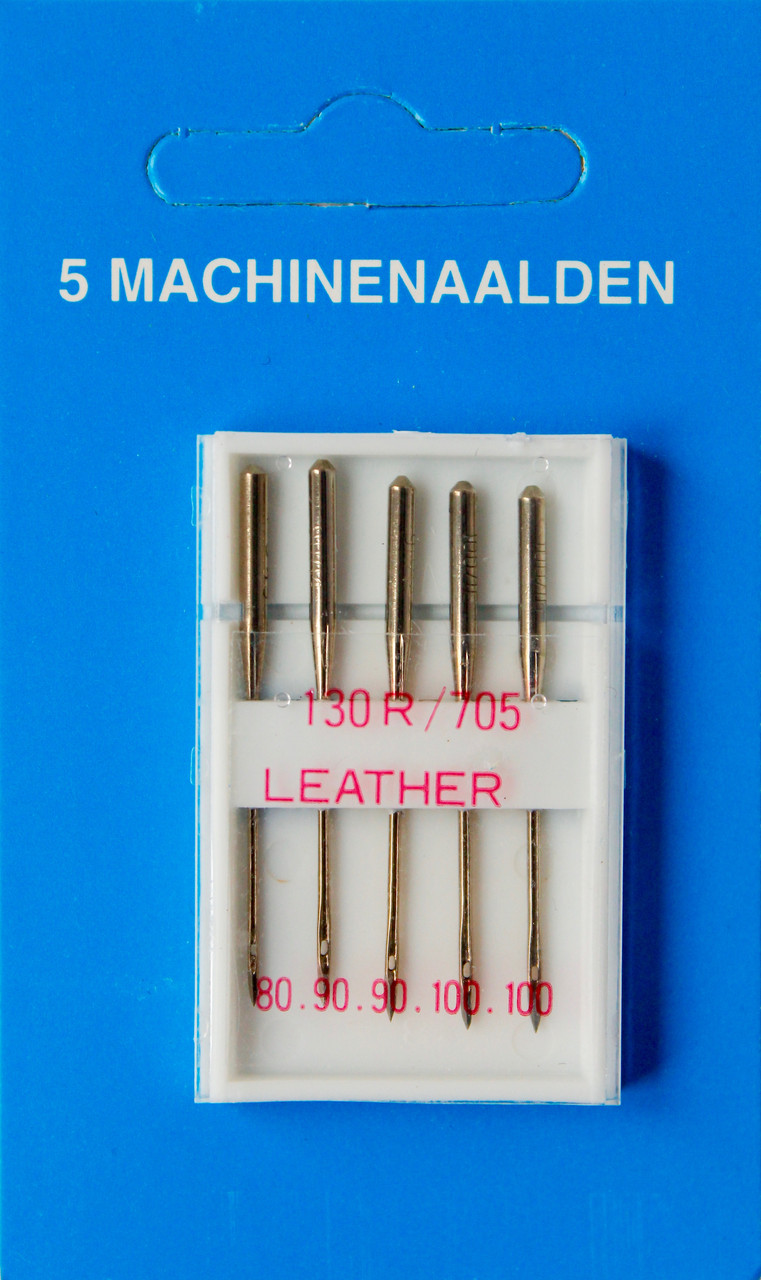 5 MACHINENAALDEN
130 R/705
LEATHER
80.90.90.100.100